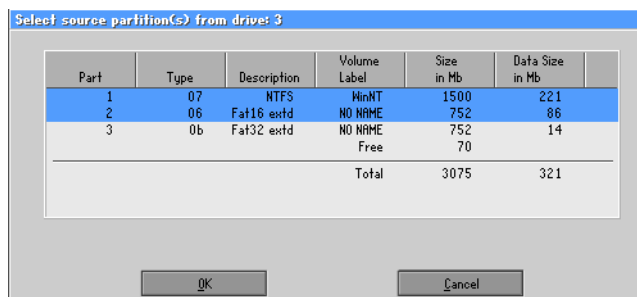 Select source partition(s) from drive: 3
Part Type Description Volume Label Size in Mb Data Size in Mb
1 07 NTFS WinNT 1500 221
2 06 Fat16 extd NO NAME 752 86
3 0b Fat32 extd NO NAME 752 14
Free 70
Total 3075 321
OK Cancel